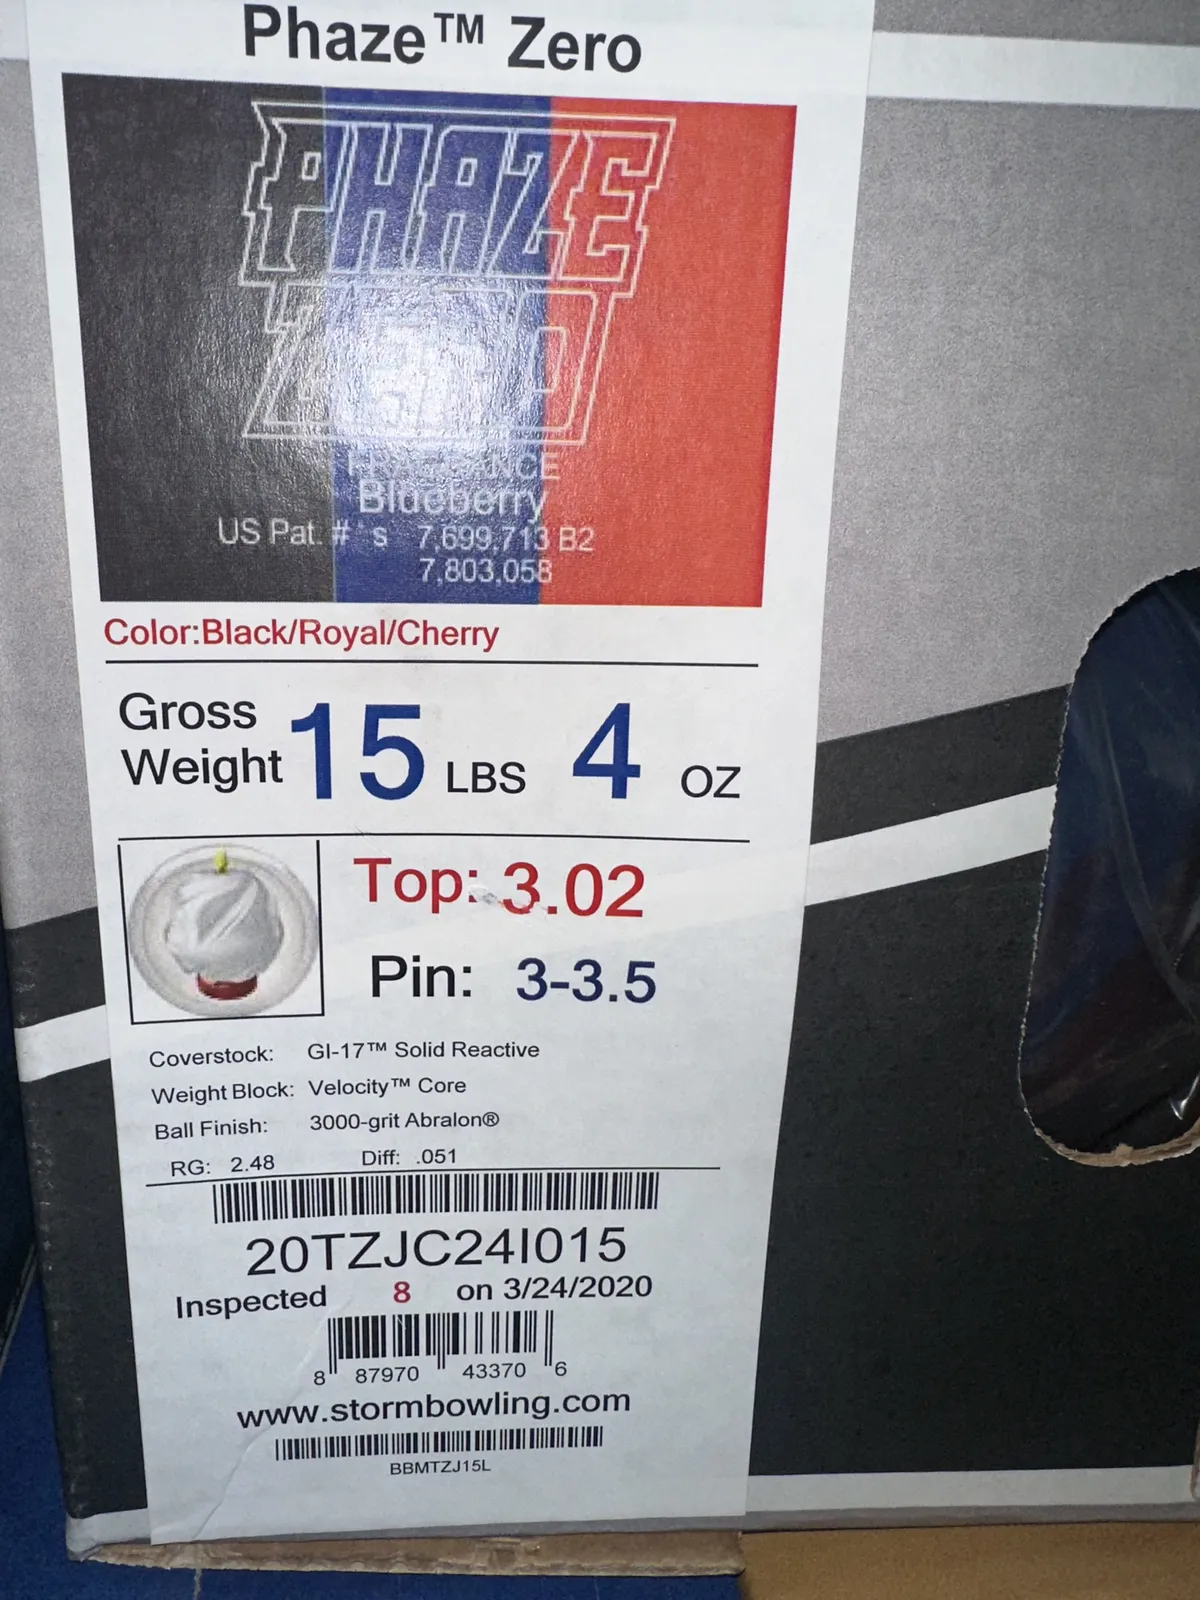 Phaze™ Zero
PHAZE
ZERO
FRAGRANCE
Blueberry
US Pat. # 's 7,699,713 B2
7,803,058
Color:Black/Royal/Cherry
Gross
Weight 15 LBS 4 OZ
Top: 3.02
Pin: 3-3.5
Coverstock: GI-17™ Solid Reactive
Weight Block: Velocity™ Core
Ball Finish: 3000-grit Abralon®
RG: 2.48 Diff: .051
20TZJC24I015
Inspected 8 on 3/24/2020
8 87970 43370 6
www.stormbowling.com
BBMTZJ15L